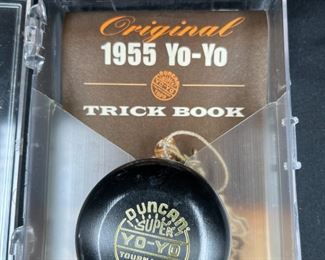 Original
1955 Yo-Yo
TRICK BOOK
DUNCAN
SUPER
YO-YO